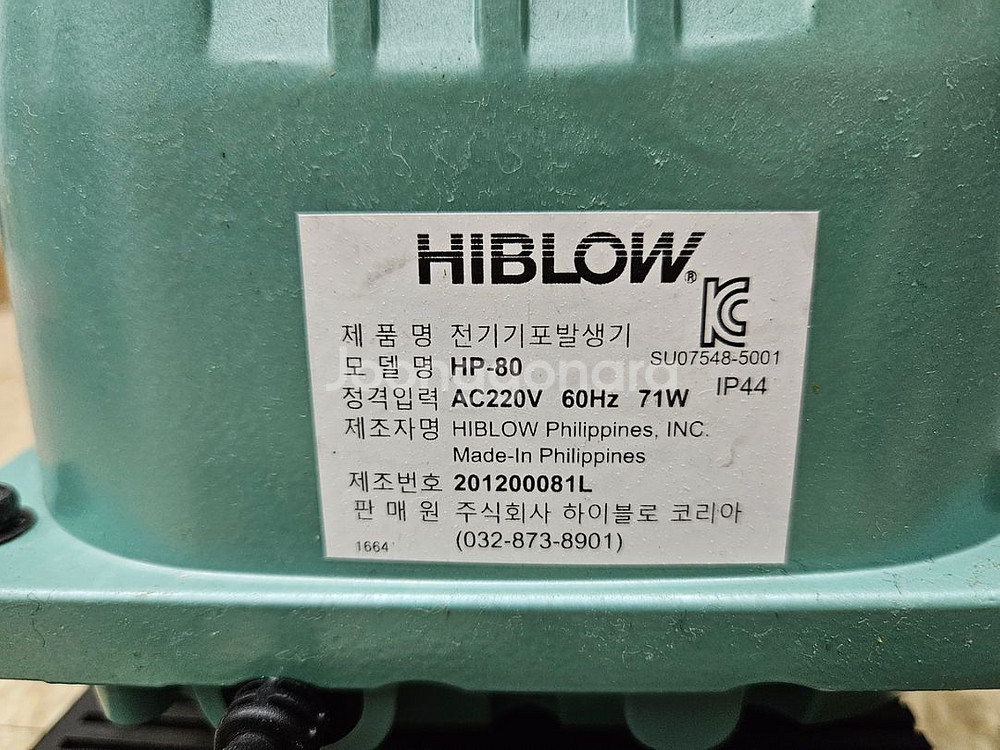 HIBLOW®
제 품 명 전기기포발생기
SU07548-5001
모 델 명 HP-80
IP44
정격입력 AC220V 60Hz 71W
제조자명 HIBLOW Philippines, INC.
Made-In Philippines
제조번호 201200081L
판 매 원 주식회사 하이블로 코리아
1664 (032-873-8901)
Joonggonara